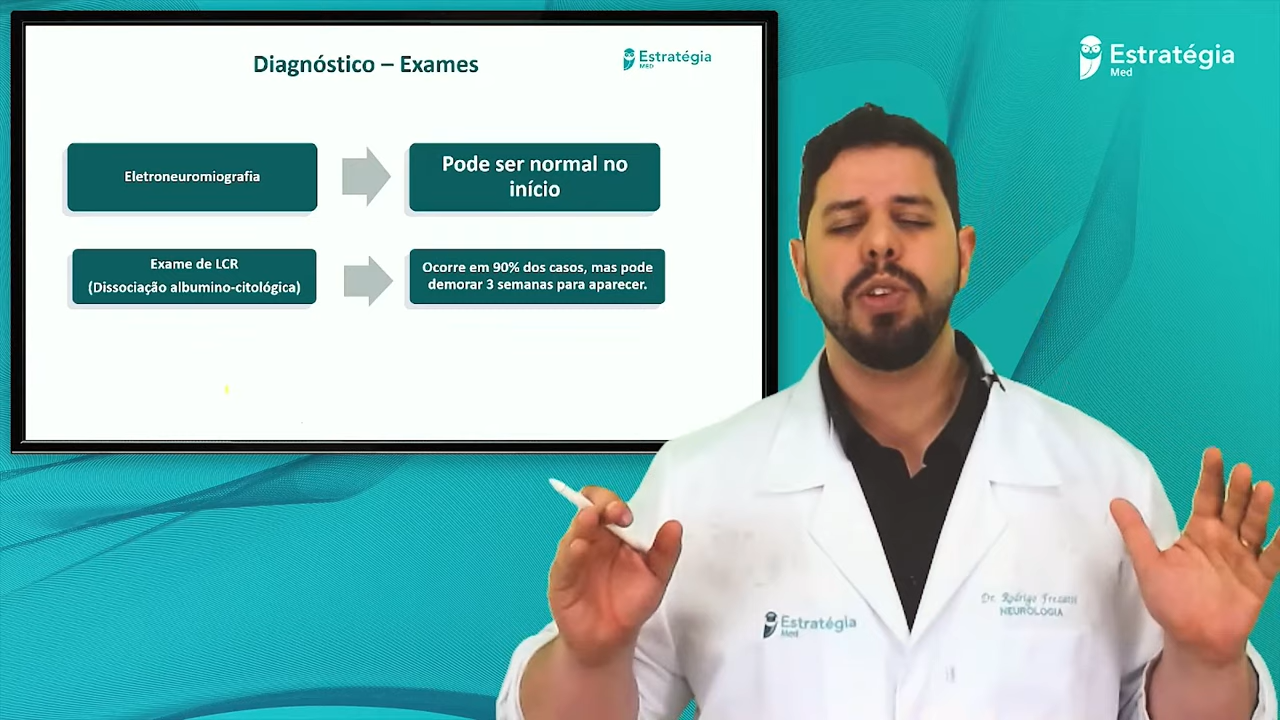 Diagnóstico – Exames
Estratégia
MED
Estratégia
Med
Eletroneuromiografia
Pode ser normal no
início
Exame de LCR
(Dissociação albumino-citológica)
Ocorre em 90% dos casos, mas pode
demorar 3 semanas para aparecer.
Estratégia
Med
Dr. Rodrigo
NEUROLOGIA